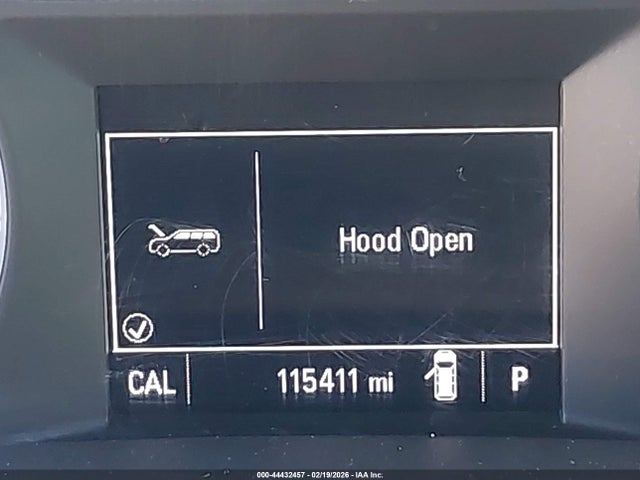 Hood Open
CAL 115411 mi P
000-44432457 - 02/19/2026 - IAA Inc.